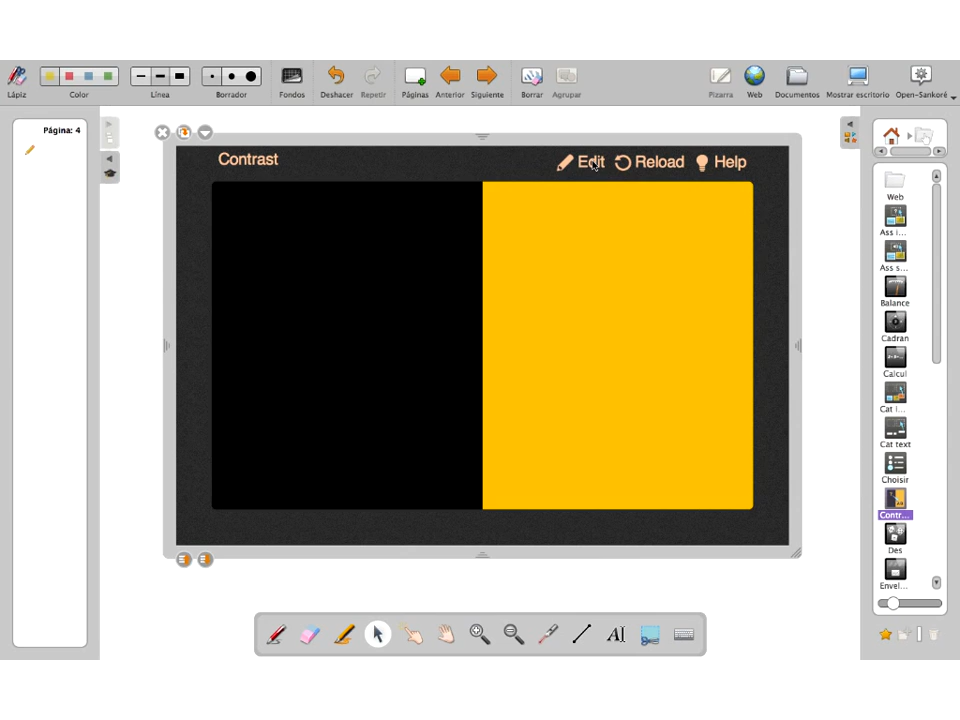 Lápiz
Color
Línea
Borrador
Fondos
Deshacer
Repetir
Páginas
Anterior
Siguiente
Borrar
Agrupar
Pizarra
Web
Documentos
Mostrar escritorio
Open-Sankoré
Página: 4
Contrast
Edit
Reload
Help
Web
Ass i...
Ass s...
Balance
Cadran
Calcul
Cat i...
Cat text
Choisir
Contr...
Des
Envel...
AI